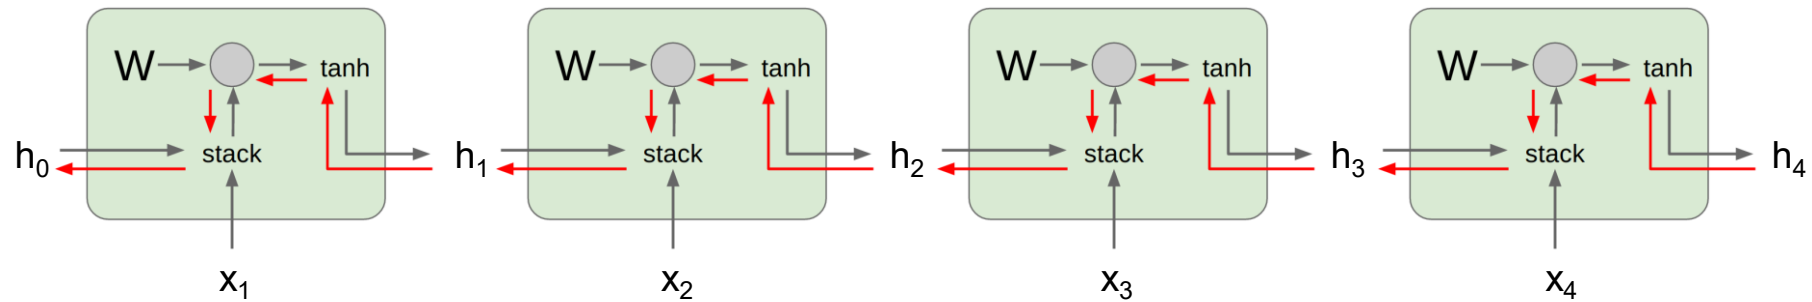 W tanh W tanh W tanh W tanh
h₀ stack h₁ stack h₂ stack h₃ stack h₄
x₁ x₂ x₃ x₄